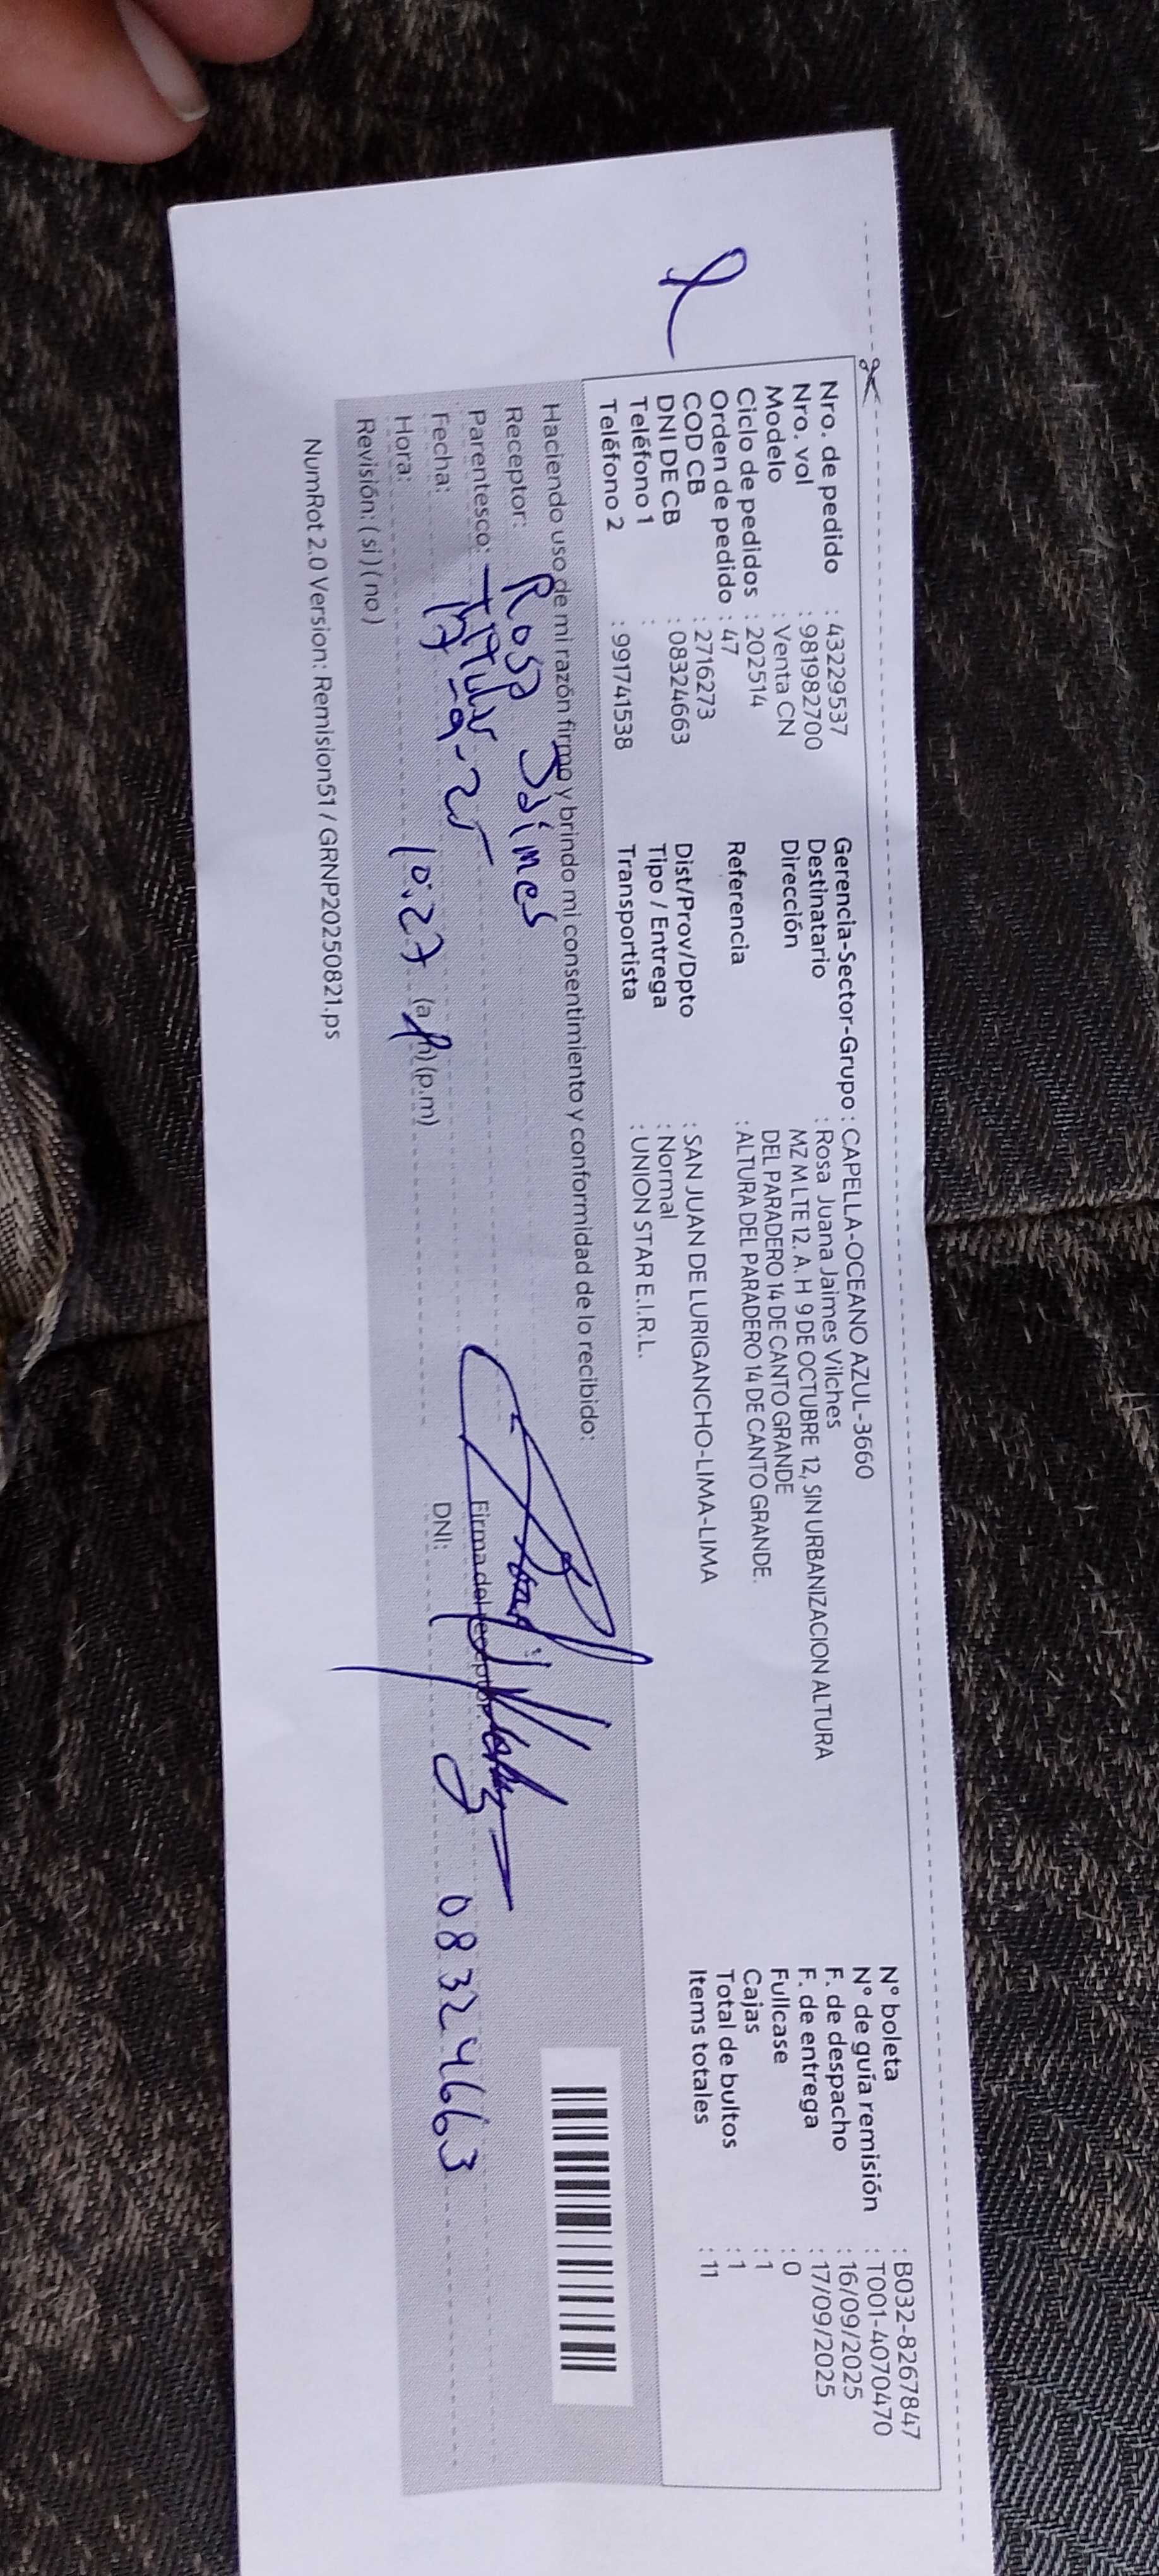 Nro. de pedido : 43229537
Nro. vol : 981982700
Modelo : Venta CN
Ciclo de pedidos : 202514
Orden de pedido : 47
COD CB : 2716273
DNI DE CB : 08324663
Teléfono 1 :
Teléfono 2 : 991741538
Gerencia-Sector-Grupo : CAPELLA-OCEANO AZUL-3660
Destinatario : Rosa Juana Jaimes Vilches
Dirección MZ M LTE 12. A. H 9 DE OCTUBRE 12, SIN URBANIZACION ALTURA
DEL PARADERO 14 DE CANTO GRANDE
Referencia : ALTURA DEL PARADERO 14 DE CANTO GRANDE.
Dist/Prov/Dpto : SAN JUAN DE LURIGANCHO-LIMA-LIMA
Tipo / Entrega : Normal
Transportista : UNION STAR E.I.R.L.
N° boleta : B032-8267847
N° de guía remisión : T001-4070470
F. de despacho : 16/09/2025
F. de entrega : 17/09/2025
Fullcase : 0
Cajas : 1
Total de bultos : 1
Items totales : 11
Haciendo uso de mi razón firmo y brindo mi consentimiento y conformidad de lo recibido:
Receptor: Rosa Jaimes
Parentesco: titular
Fecha: 17-9-25
Hora: 10:27 (a.m) (p.m)
Revisión: ( si ) ( no )
Firma del receptor
DNI: 08324663
NumRot 2.0 Version: Remision51 / GRNP20250821.ps